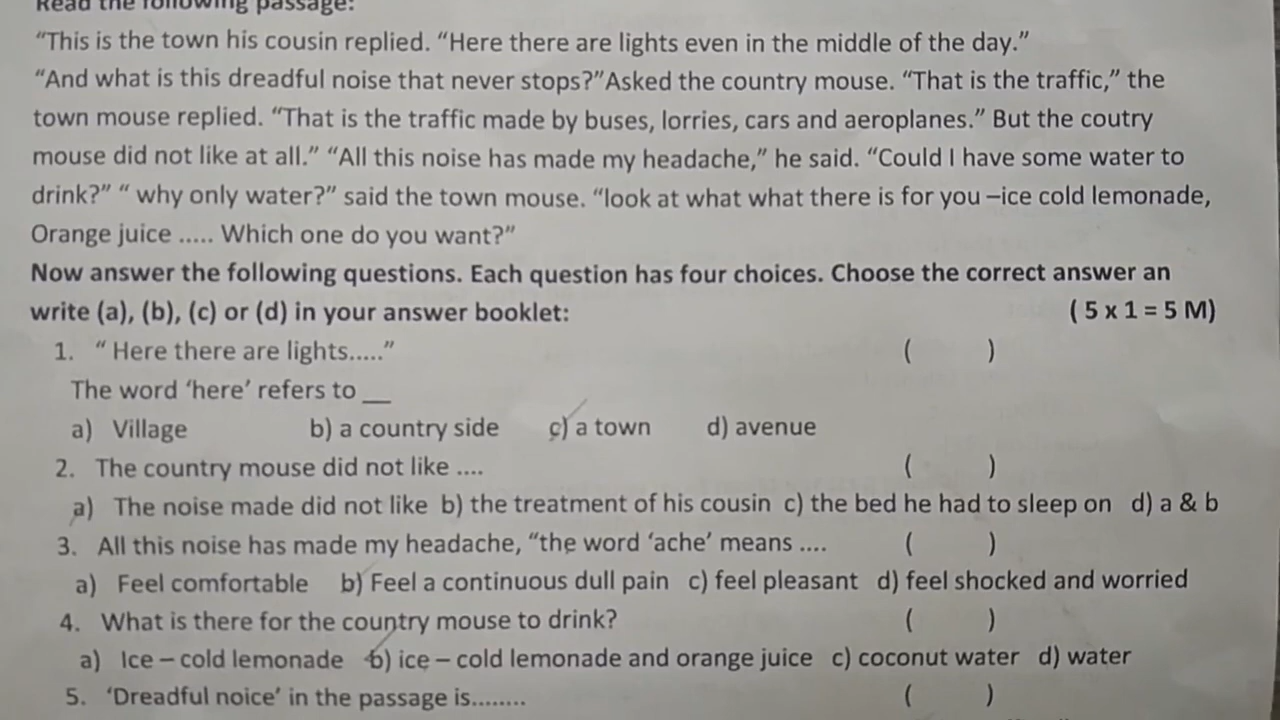 Read the following passage:
“This is the town his cousin replied. “Here there are lights even in the middle of the day.”
“And what is this dreadful noise that never stops?”Asked the country mouse. “That is the traffic,” the
town mouse replied. “That is the traffic made by buses, lorries, cars and aeroplanes.” But the coutry
mouse did not like at all.” “All this noise has made my headache,” he said. “Could I have some water to
drink?” “ why only water?” said the town mouse. “look at what what there is for you –ice cold lemonade,
Orange juice ..... Which one do you want?”
Now answer the following questions. Each question has four choices. Choose the correct answer an
write (a), (b), (c) or (d) in your answer booklet: ( 5 x 1 = 5 M)
1. “ Here there are lights.....” ( )
The word ‘here’ refers to __
a) Village b) a country side c) a town d) avenue
2. The country mouse did not like .... ( )
a) The noise made did not like b) the treatment of his cousin c) the bed he had to sleep on d) a & b
3. All this noise has made my headache, “the word ‘ache’ means .... ( )
a) Feel comfortable b) Feel a continuous dull pain c) feel pleasant d) feel shocked and worried
4. What is there for the country mouse to drink? ( )
a) Ice – cold lemonade b) ice – cold lemonade and orange juice c) coconut water d) water
5. ‘Dreadful noice’ in the passage is........ ( )